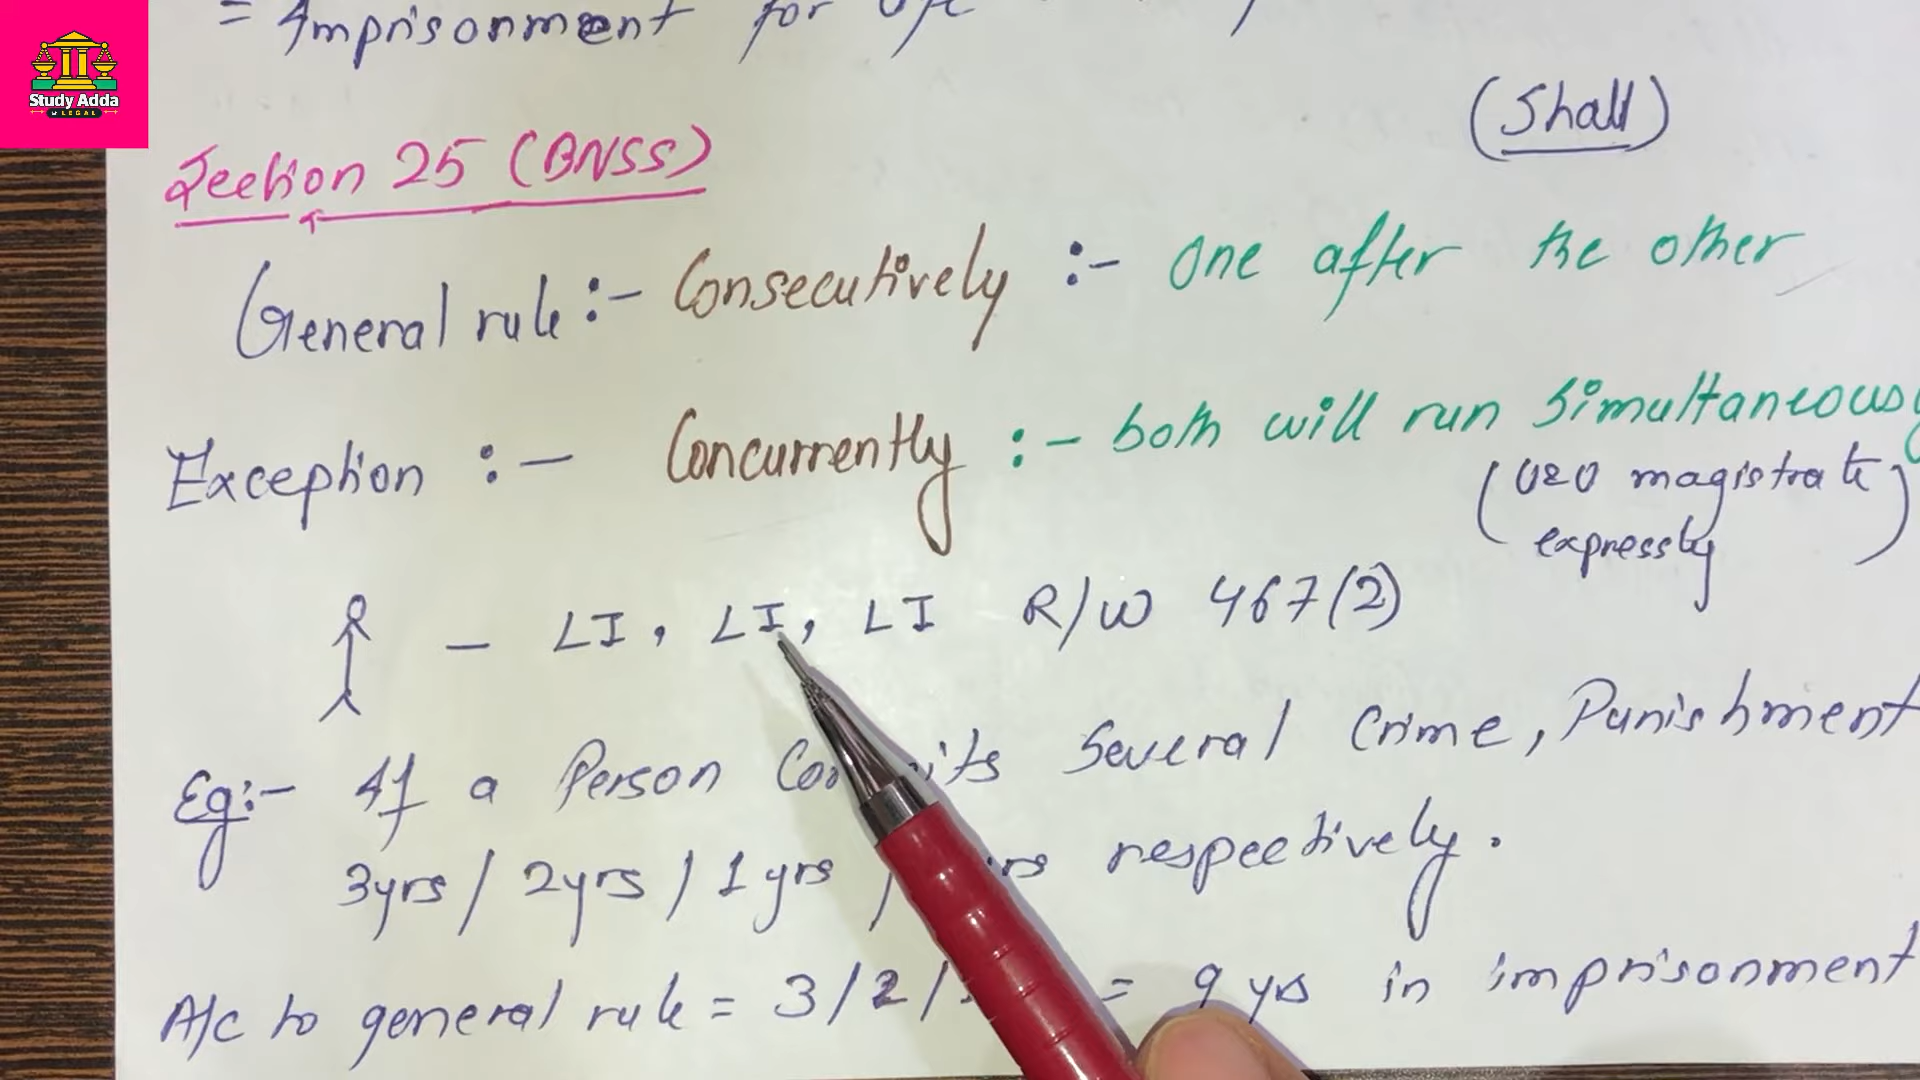 = Imprisonment for
Study Adda
LEGAL
(Shall)
Section 25 (BNSS)
General rule :- Consecutively :- One after the other
Exception :- Concurrently :- both will run Simultaneously
(U20 magistrate
expressly)
- LI, LI, LI R/W 467(2)
Eg:- If a Person Several Crime, Punishment
3yrs / 2yrs / 1yrs / respectively.
A/c to general rule = 3/2/ = 9 yrs in imprisonment